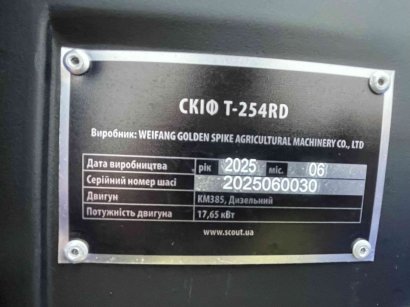 СКІФ T-254RD
Виробник: WEIFANG GOLDEN SPIKE AGRICULTURAL MACHINERY CO., LTD
Дата виробництва рік 2025 міс. 06
Серійний номер шасі 2025060030
Двигун KM385, Дизельний
Потужність двигуна 17,65 кВт
www.scout.ua